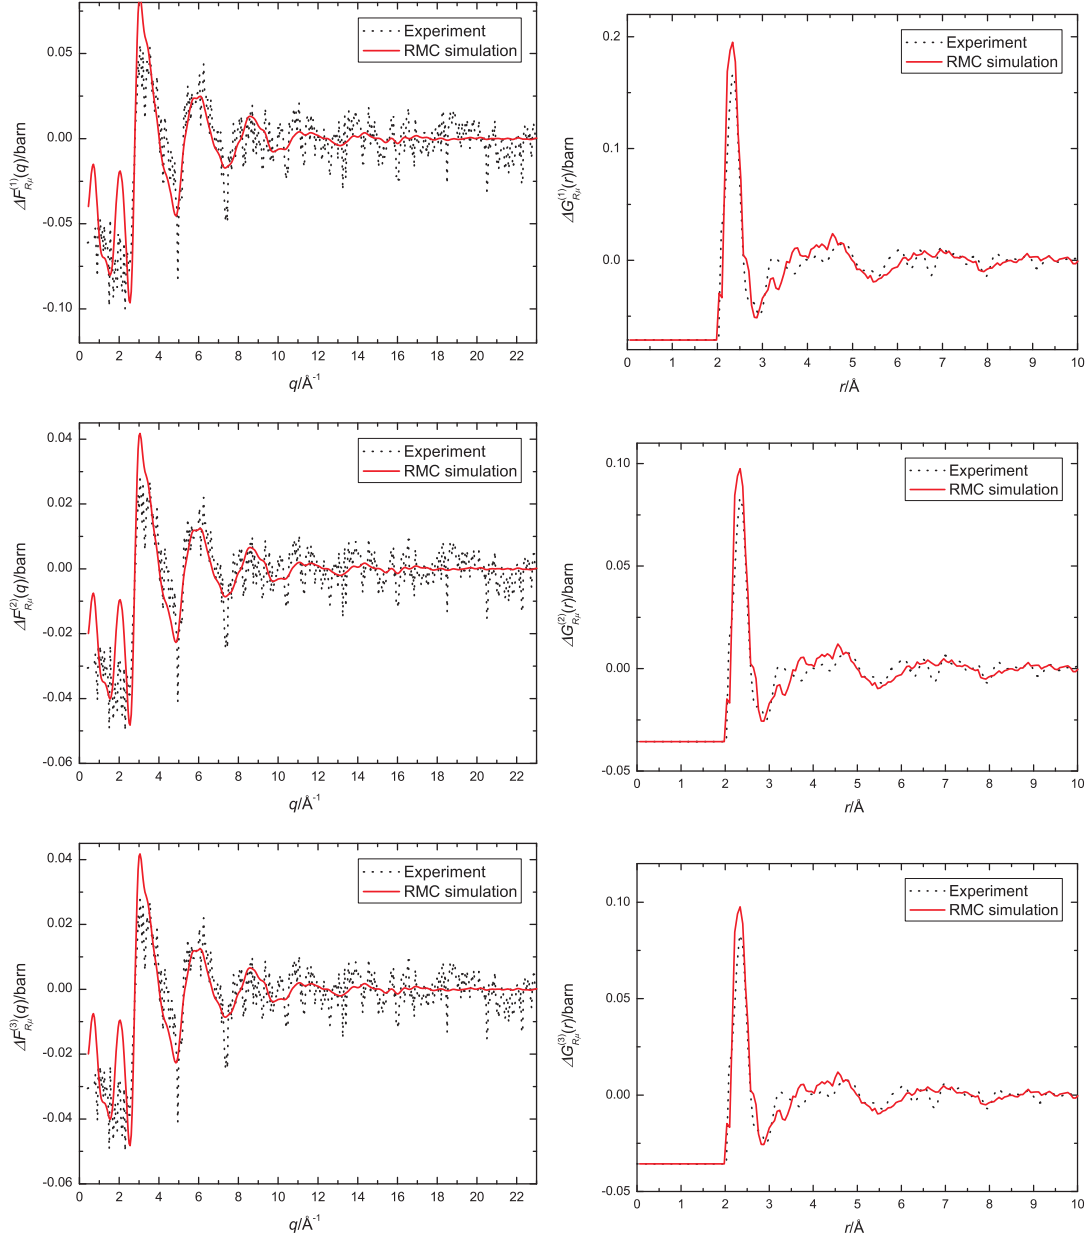 Experiment
RMC simulation
0.05
0.00
-0.05
-0.10
ΔF_{Rμ}^{(1)}(q)/barn
0 2 4 6 8 10 12 14 16 18 20 22
q/Å^{-1}
Experiment
RMC simulation
0.2
0.1
0.0
ΔG_{Rμ}^{(1)}(r)/barn
0 1 2 3 4 5 6 7 8 9 10
r/Å
Experiment
RMC simulation
0.04
0.02
0.00
-0.02
-0.04
-0.06
ΔF_{Rμ}^{(2)}(q)/barn
0 2 4 6 8 10 12 14 16 18 20 22
q/Å^{-1}
Experiment
RMC simulation
0.10
0.05
0.00
-0.05
ΔG_{Rμ}^{(2)}(r)/barn
0 1 2 3 4 5 6 7 8 9 10
r/Å
Experiment
RMC simulation
0.04
0.02
0.00
-0.02
-0.04
-0.06
ΔF_{Rμ}^{(3)}(q)/barn
0 2 4 6 8 10 12 14 16 18 20 22
q/Å^{-1}
Experiment
RMC simulation
0.10
0.05
0.00
-0.05
ΔG_{Rμ}^{(3)}(r)/barn
0 1 2 3 4 5 6 7 8 9 10
r/Å